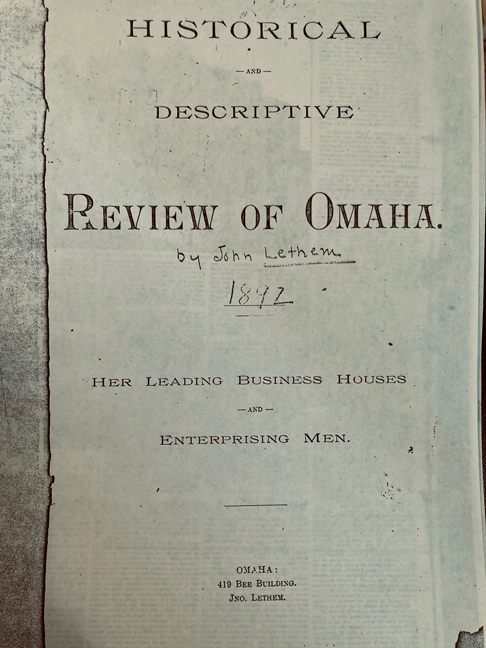 HISTORICAL
— AND —
DESCRIPTIVE
REVIEW OF OMAHA.
by John Lethem
1892
HER LEADING BUSINESS HOUSES
— AND —
ENTERPRISING MEN.
OMAHA:
419 BEE BUILDING.
JNO. LETHEM.